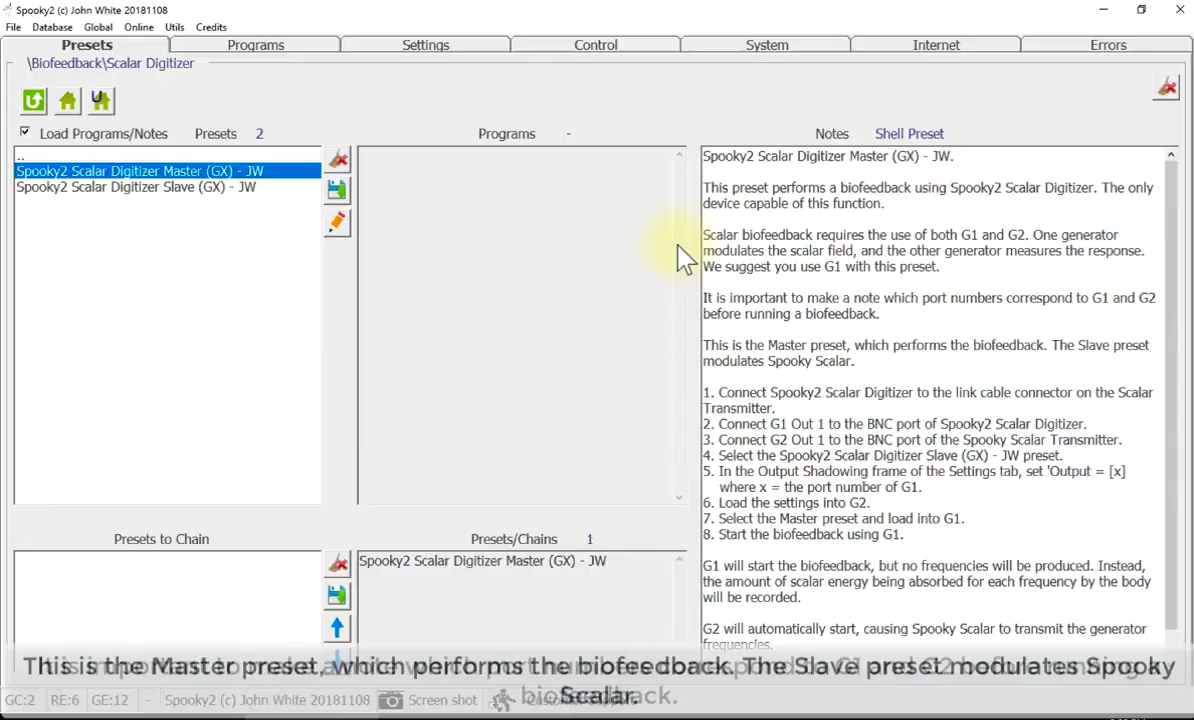 Spooky2 (c) John White 20181108
File Database Global Online Utils Credits
Presets Programs Settings Control System Internet Errors
\Biofeedback\Scalar Digitizer
Load Programs/Notes Presets 2 Programs - Notes Shell Preset
..
Spooky2 Scalar Digitizer Master (GX) - JW
Spooky2 Scalar Digitizer Slave (GX) - JW
Presets to Chain
Presets/Chains 1
Spooky2 Scalar Digitizer Master (GX) - JW
Spooky2 Scalar Digitizer Master (GX) - JW.
This preset performs a biofeedback using Spooky2 Scalar Digitizer. The only
device capable of this function.
Scalar biofeedback requires the use of both G1 and G2. One generator
modulates the scalar field, and the other generator measures the response.
We suggest you use G1 with this preset.
It is important to make a note which port numbers correspond to G1 and G2
before running a biofeedback.
This is the Master preset, which performs the biofeedback. The Slave preset
modulates Spooky Scalar.
1. Connect Spooky2 Scalar Digitizer to the link cable connector on the Scalar
Transmitter.
2. Connect G1 Out 1 to the BNC port of Spooky2 Scalar Digitizer.
3. Connect G2 Out 1 to the BNC port of the Spooky Scalar Transmitter.
4. Select the Spooky2 Scalar Digitizer Slave (GX) - JW preset.
5. In the Output Shadowing frame of the Settings tab, set 'Output = [x]
where x = the port number of G1.
6. Load the settings into G2.
7. Select the Master preset and load into G1.
8. Start the biofeedback using G1.
G1 will start the biofeedback, but no frequencies will be produced. Instead,
the amount of scalar energy being absorbed for each frequency by the body
will be recorded.
G2 will automatically start, causing Spooky Scalar to transmit the generator
frequencies.
This is the Master preset, which performs the biofeedback. The Slave preset modulates Spooky
Scalar.
GC:2 RE:6 GE:12 - Spooky2 (c) John White 20181108 Screen shot